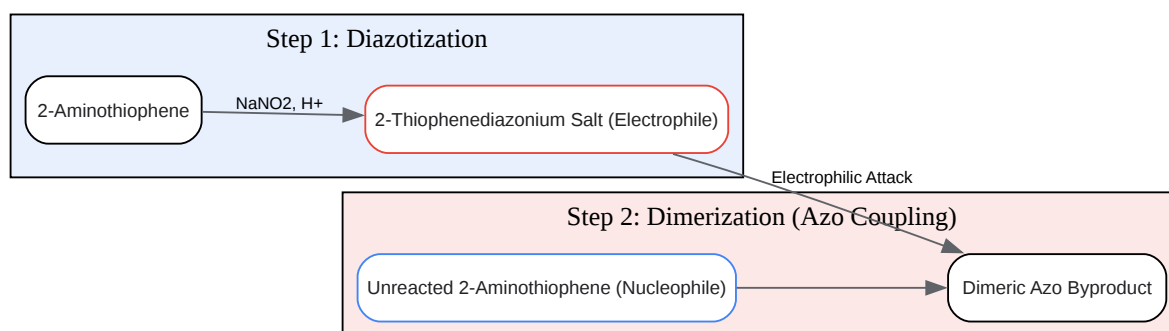 Step 1: Diazotization
2-Aminothiophene
NaNO2, H+
2-Thiophenediazonium Salt (Electrophile)
Electrophilic Attack
Step 2: Dimerization (Azo Coupling)
Unreacted 2-Aminothiophene (Nucleophile)
Dimeric Azo Byproduct